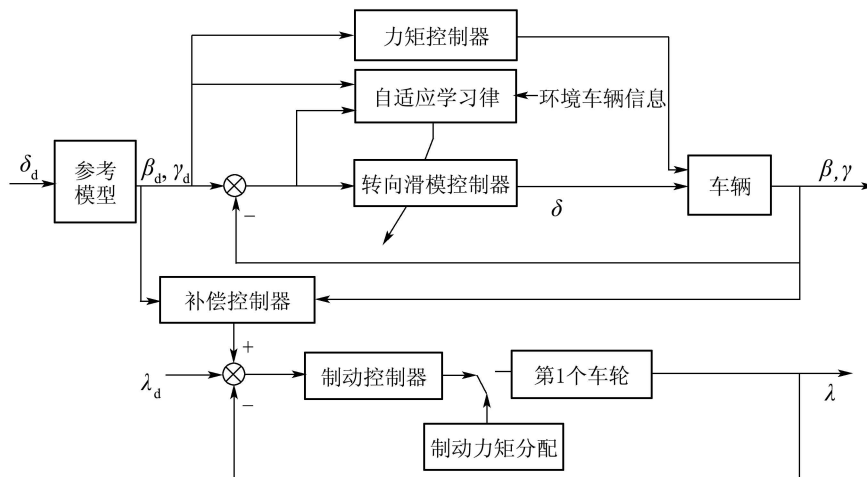 力矩控制器
自适应学习律
环境车辆信息
δd
参考
模型
βd, γd
转向滑模控制器
δ
车辆
β,γ
−
补偿控制器
+
λd
制动控制器
第1个车轮
λ
−
制动力矩分配